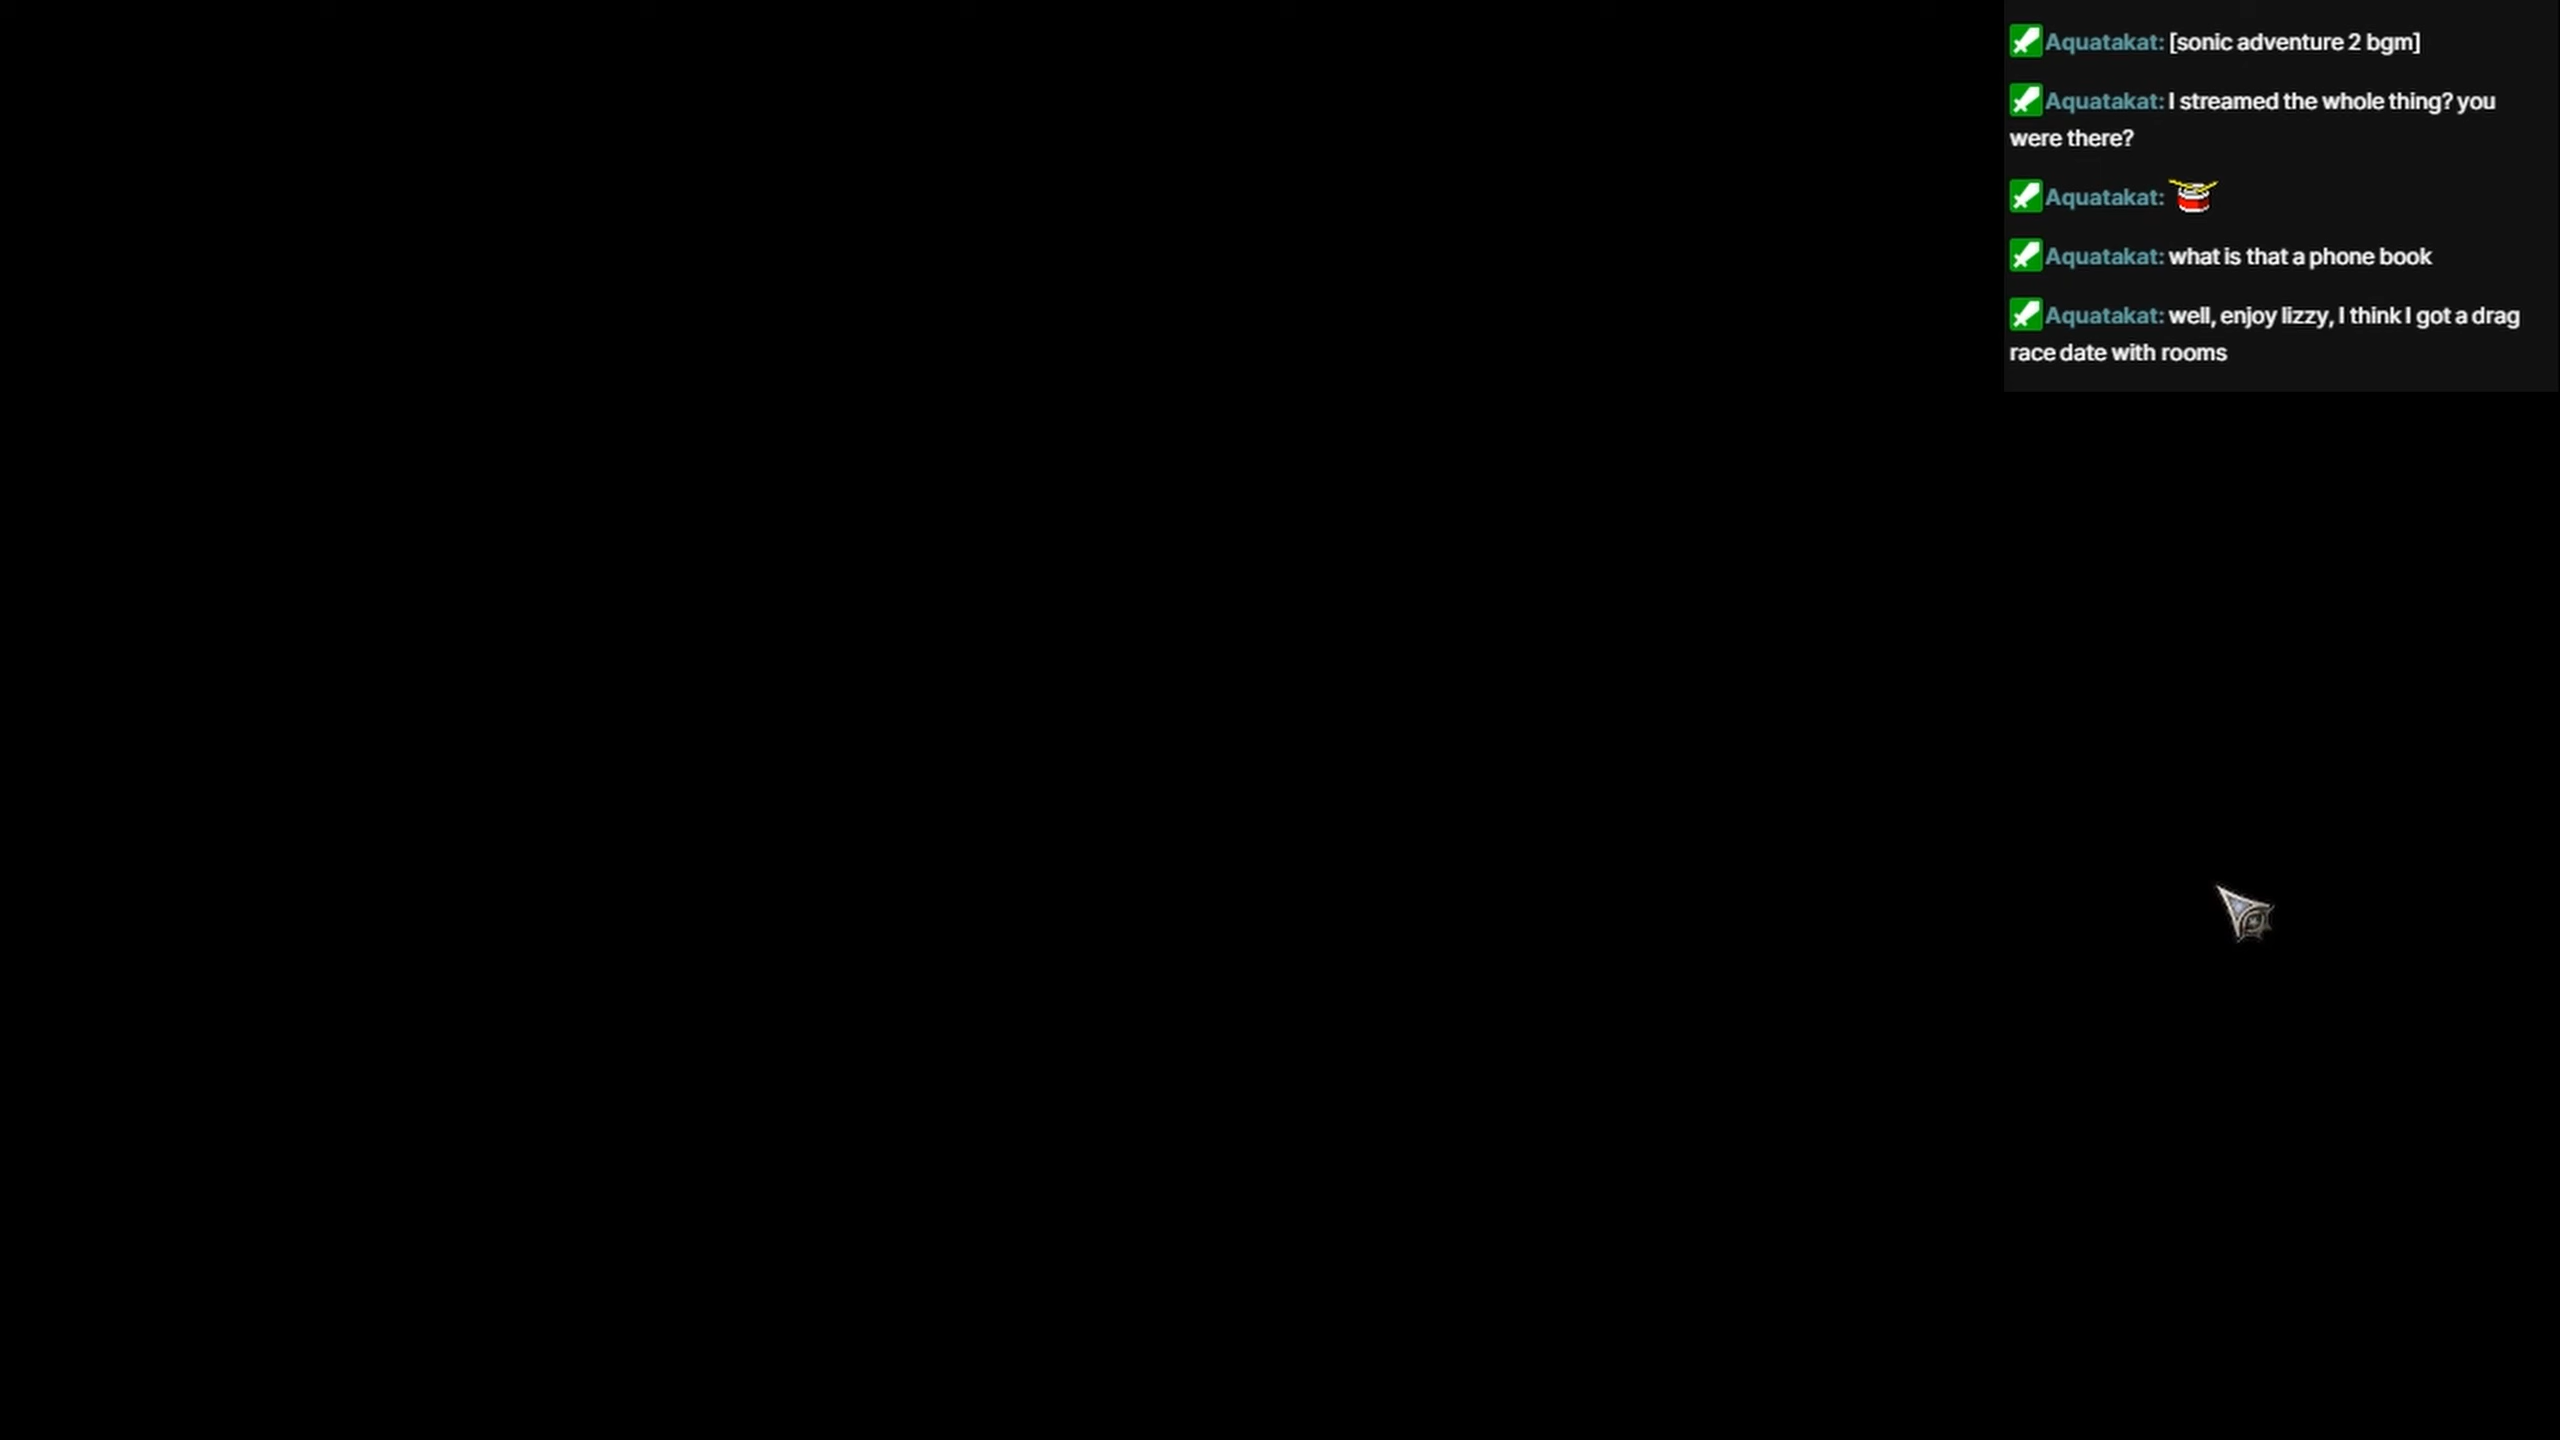 Aquatakat: [sonic adventure 2 bgm]
Aquatakat: I streamed the whole thing? you
were there?
Aquatakat:
Aquatakat: what is that a phone book
Aquatakat: well, enjoy lizzy, I think I got a drag
race date with rooms